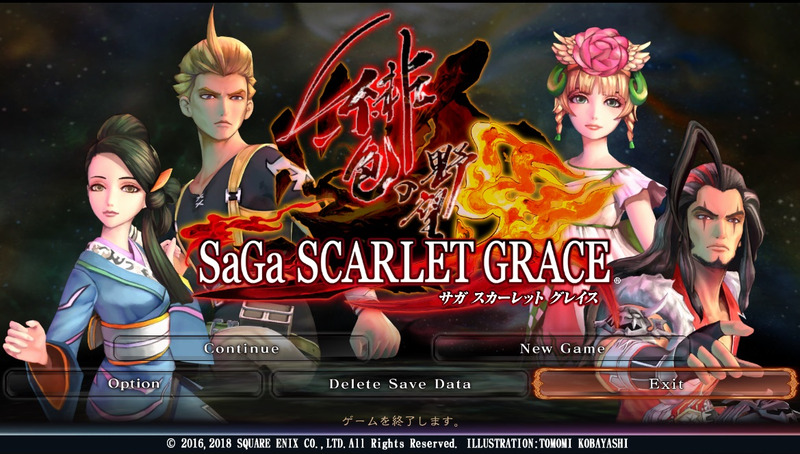 緋色の野望
SaGa SCARLET GRACE®
サガ スカーレット グレイス
Continue
New Game
Option
Delete Save Data
Exit
ゲームを終了します。
© 2016,2018 SQUARE ENIX CO.,LTD.All Rights Reserved. ILLUSTRATION:TOMOMI KOBAYASHI